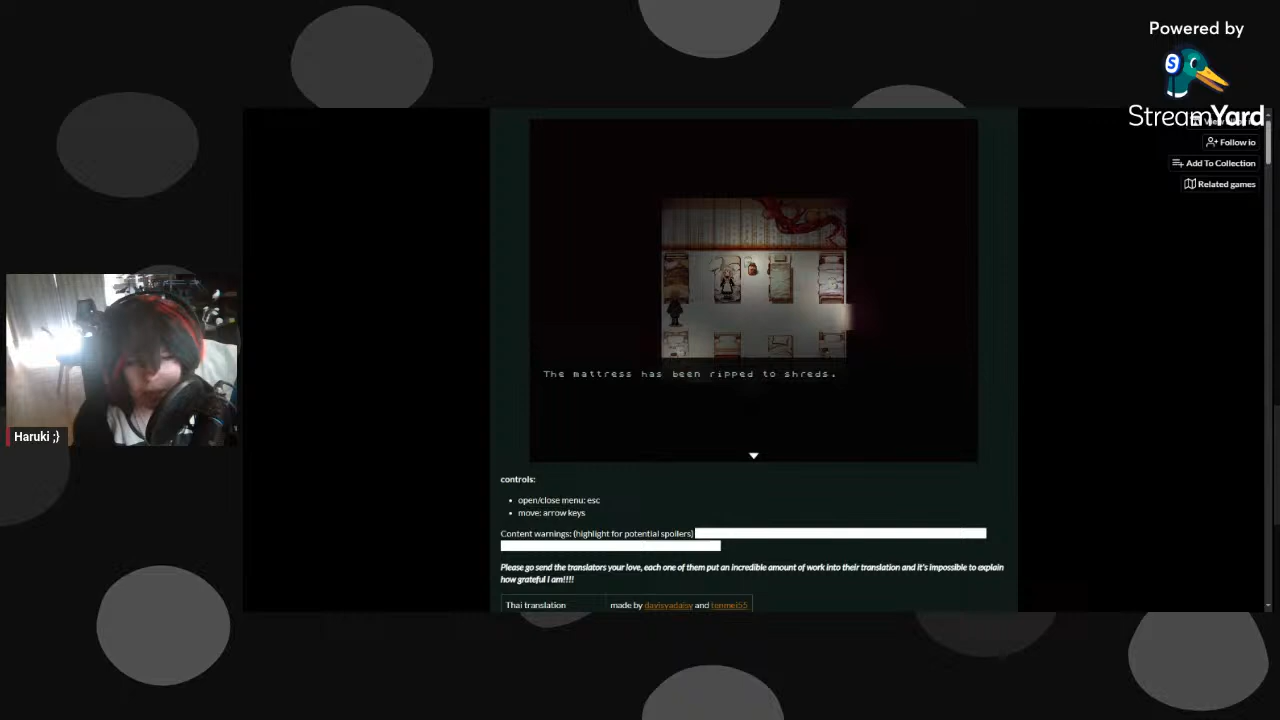 Powered by
StreamYard
Follow io
Add To Collection
Related games
The mattress has been ripped to shreds.
Haruki ;}
controls:
open/close menu: esc
move: arrow keys
Content warnings: (highlight for potential spoilers)
Please go send the translators your love, each one of them put an incredible amount of work into their translation and it's impossible to explain
how grateful I am!!!!
Thai translation made by davisyadaisy and tonmei55